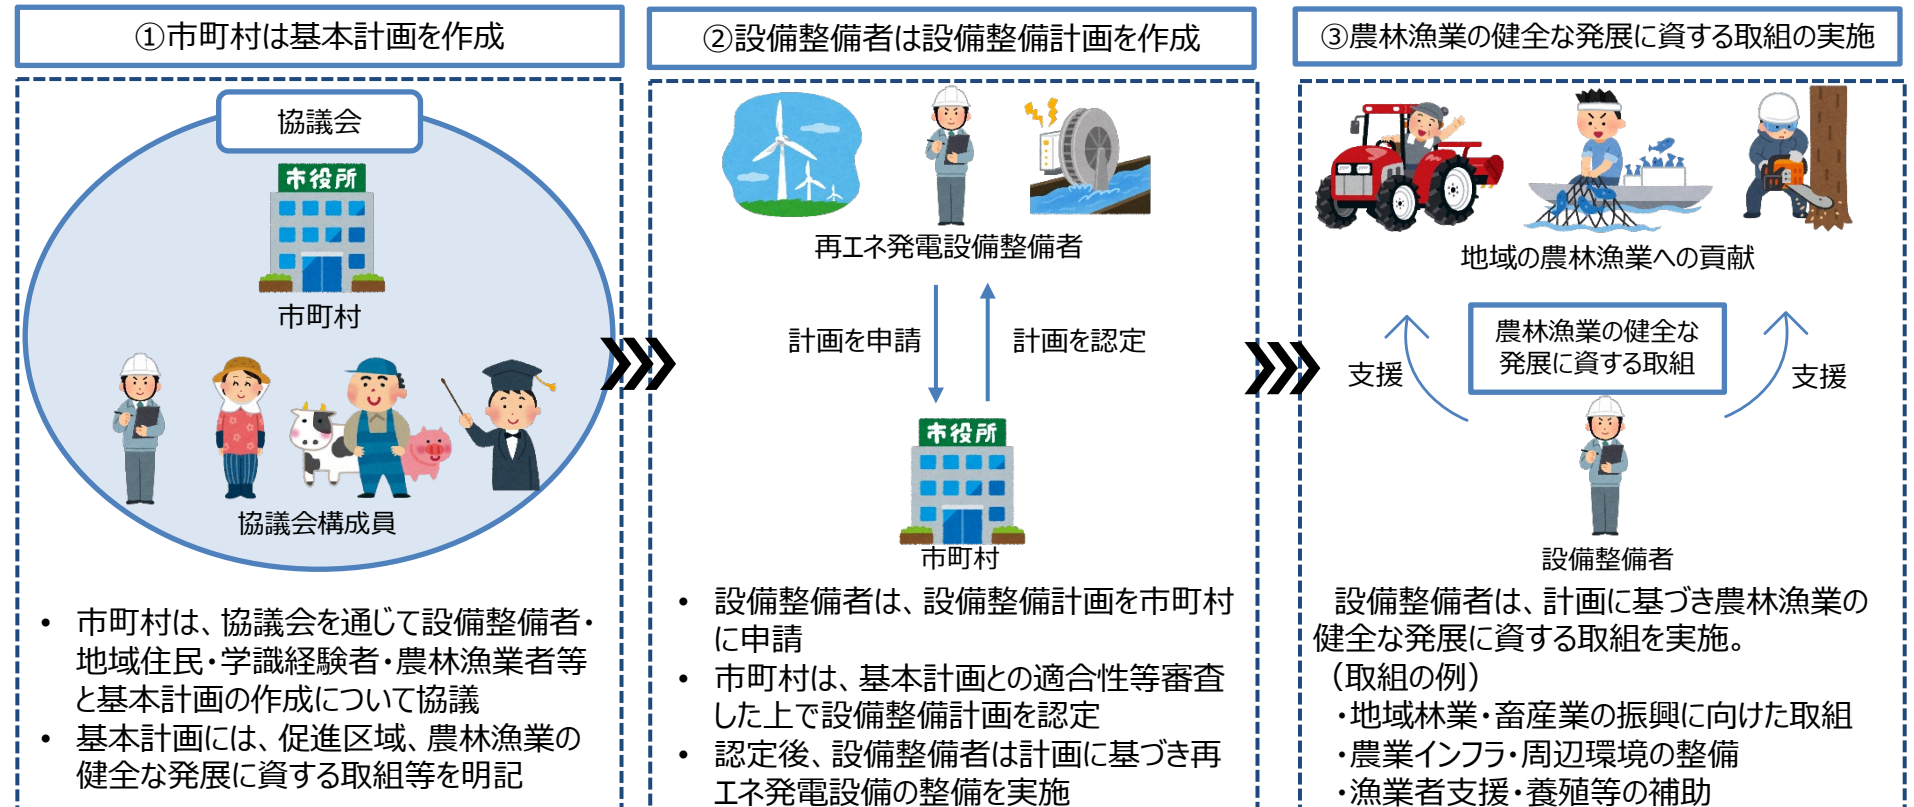 ①市町村は基本計画を作成
協議会
市役所
市町村
協議会構成員
• 市町村は、協議会を通じて設備整備者・
地域住民・学識経験者・農林漁業者等
と基本計画の作成について協議
• 基本計画には、促進区域、農林漁業の
健全な発展に資する取組等を明記
②設備整備者は設備整備計画を作成
再エネ発電設備整備者
計画を申請
計画を認定
市役所
市町村
• 設備整備者は、設備整備計画を市町村
に申請
• 市町村は、基本計画との適合性等審査
した上で設備整備計画を認定
• 認定後、設備整備者は計画に基づき再
エネ発電設備の整備を実施
③農林漁業の健全な発展に資する取組の実施
地域の農林漁業への貢献
農林漁業の健全な
発展に資する取組
支援
支援
設備整備者
設備整備者は、計画に基づき農林漁業の
健全な発展に資する取組を実施。
（取組の例）
・地域林業・畜産業の振興に向けた取組
・農業インフラ・周辺環境の整備
・漁業者支援・養殖等の補助